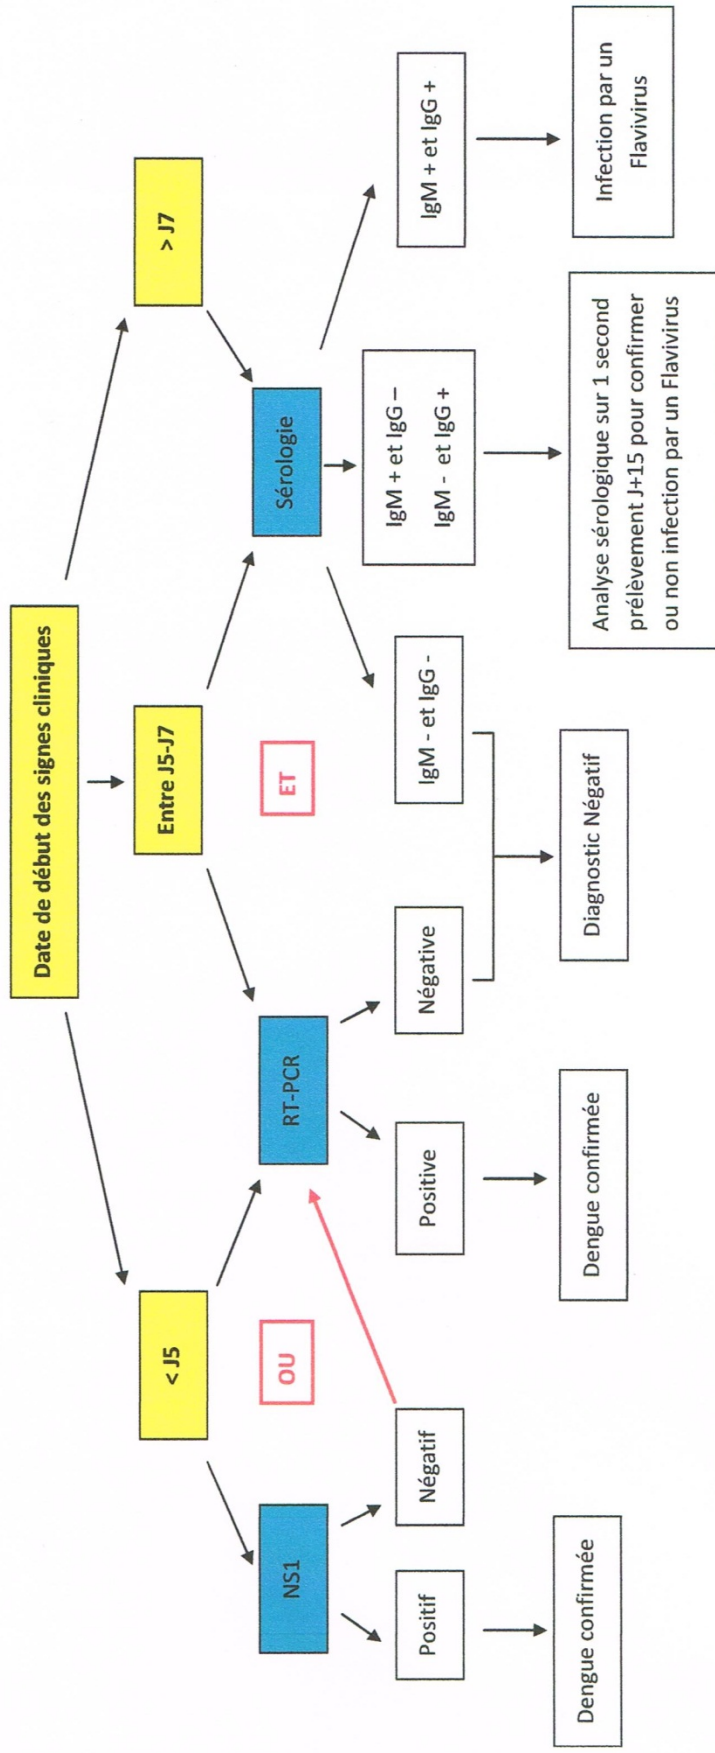 Date de début des signes cliniques
< J5
Entre J5-J7
> J7
OU
ET
NS1
RT-PCR
Sérologie
Positif
Négatif
Positive
Négative
IgM - et IgG -
IgM + et IgG –
IgM - et IgG +
IgM + et IgG +
Dengue confirmée
Dengue confirmée
Diagnostic Négatif
Analyse sérologique sur 1 second
prélèvement J+15 pour confirmer
ou non infection par un Flavivirus
Infection par un
Flavivirus